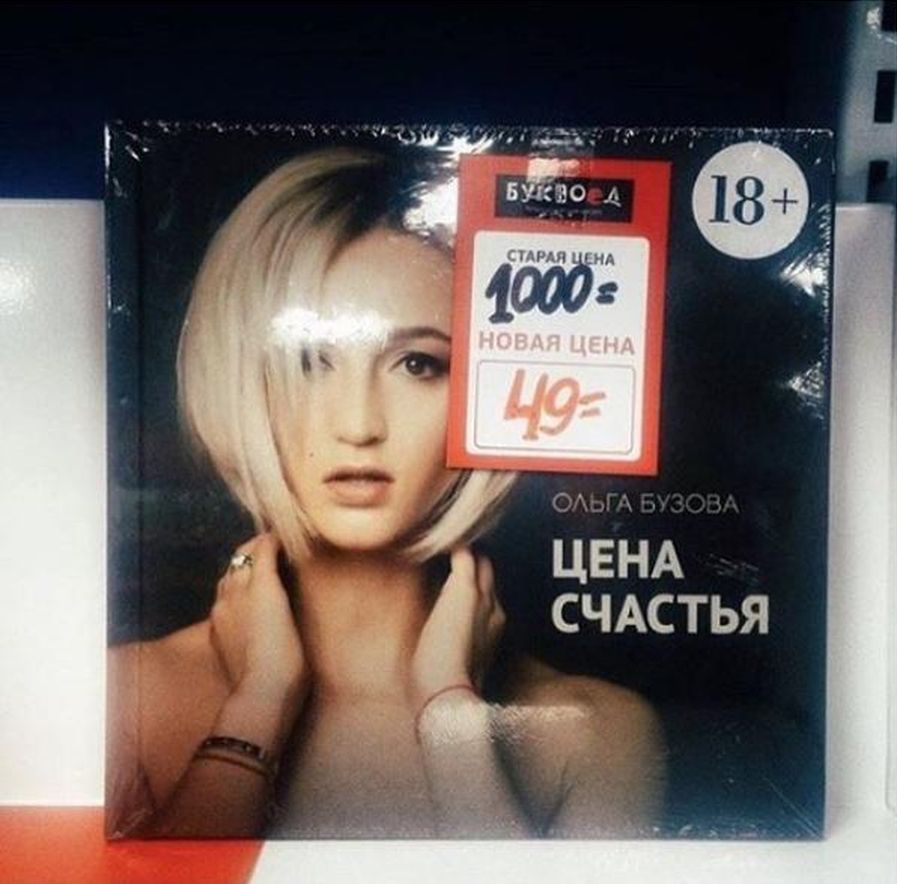 БУКВОеД
18+
СТАРАЯ ЦЕНА
1000=
НОВАЯ ЦЕНА
49=
ОЛЬГА БУЗОВА
ЦЕНА
СЧАСТЬЯ